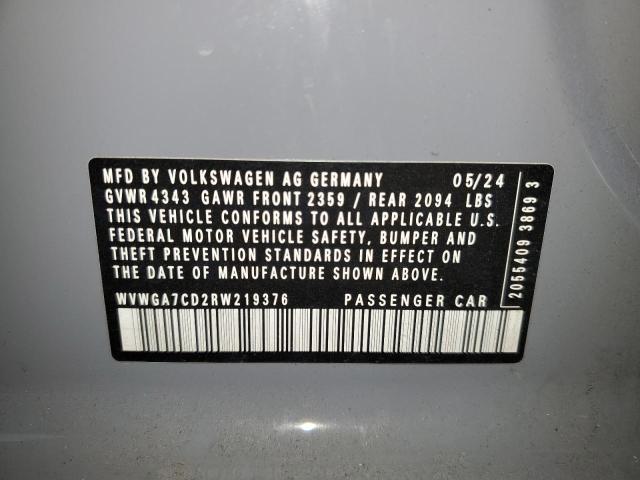 MFD BY VOLKSWAGEN AG GERMANY 05/24
GVWR 4343 GAWR FRONT 2359 / REAR 2094 LBS
THIS VEHICLE CONFORMS TO ALL APPLICABLE U.S.
FEDERAL MOTOR VEHICLE SAFETY, BUMPER AND
THEFT PREVENTION STANDARDS IN EFFECT ON
THE DATE OF MANUFACTURE SHOWN ABOVE.
WVWGA7CD2RW219376 PASSENGER CAR
2055409 3869 3